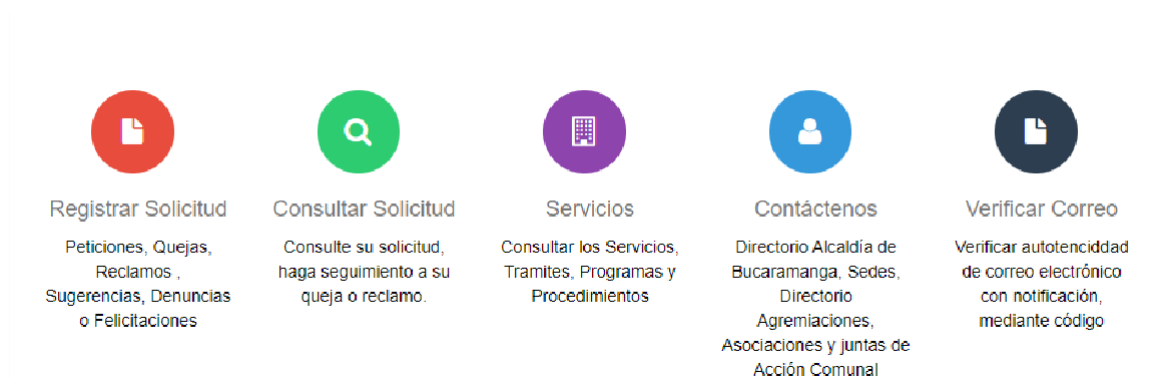 Registrar Solicitud
Peticiones, Quejas,
Reclamos ,
Sugerencias, Denuncias
o Felicitaciones
Consultar Solicitud
Consulte su solicitud,
haga seguimiento a su
queja o reclamo.
Servicios
Consultar los Servicios,
Tramites, Programas y
Procedimientos
Contáctenos
Directorio Alcaldía de
Bucaramanga, Sedes,
Directorio
Agremiaciones,
Asociaciones y juntas de
Acción Comunal
Verificar Correo
Verificar autotenciddad
de correo electrónico
con notificación,
mediante código